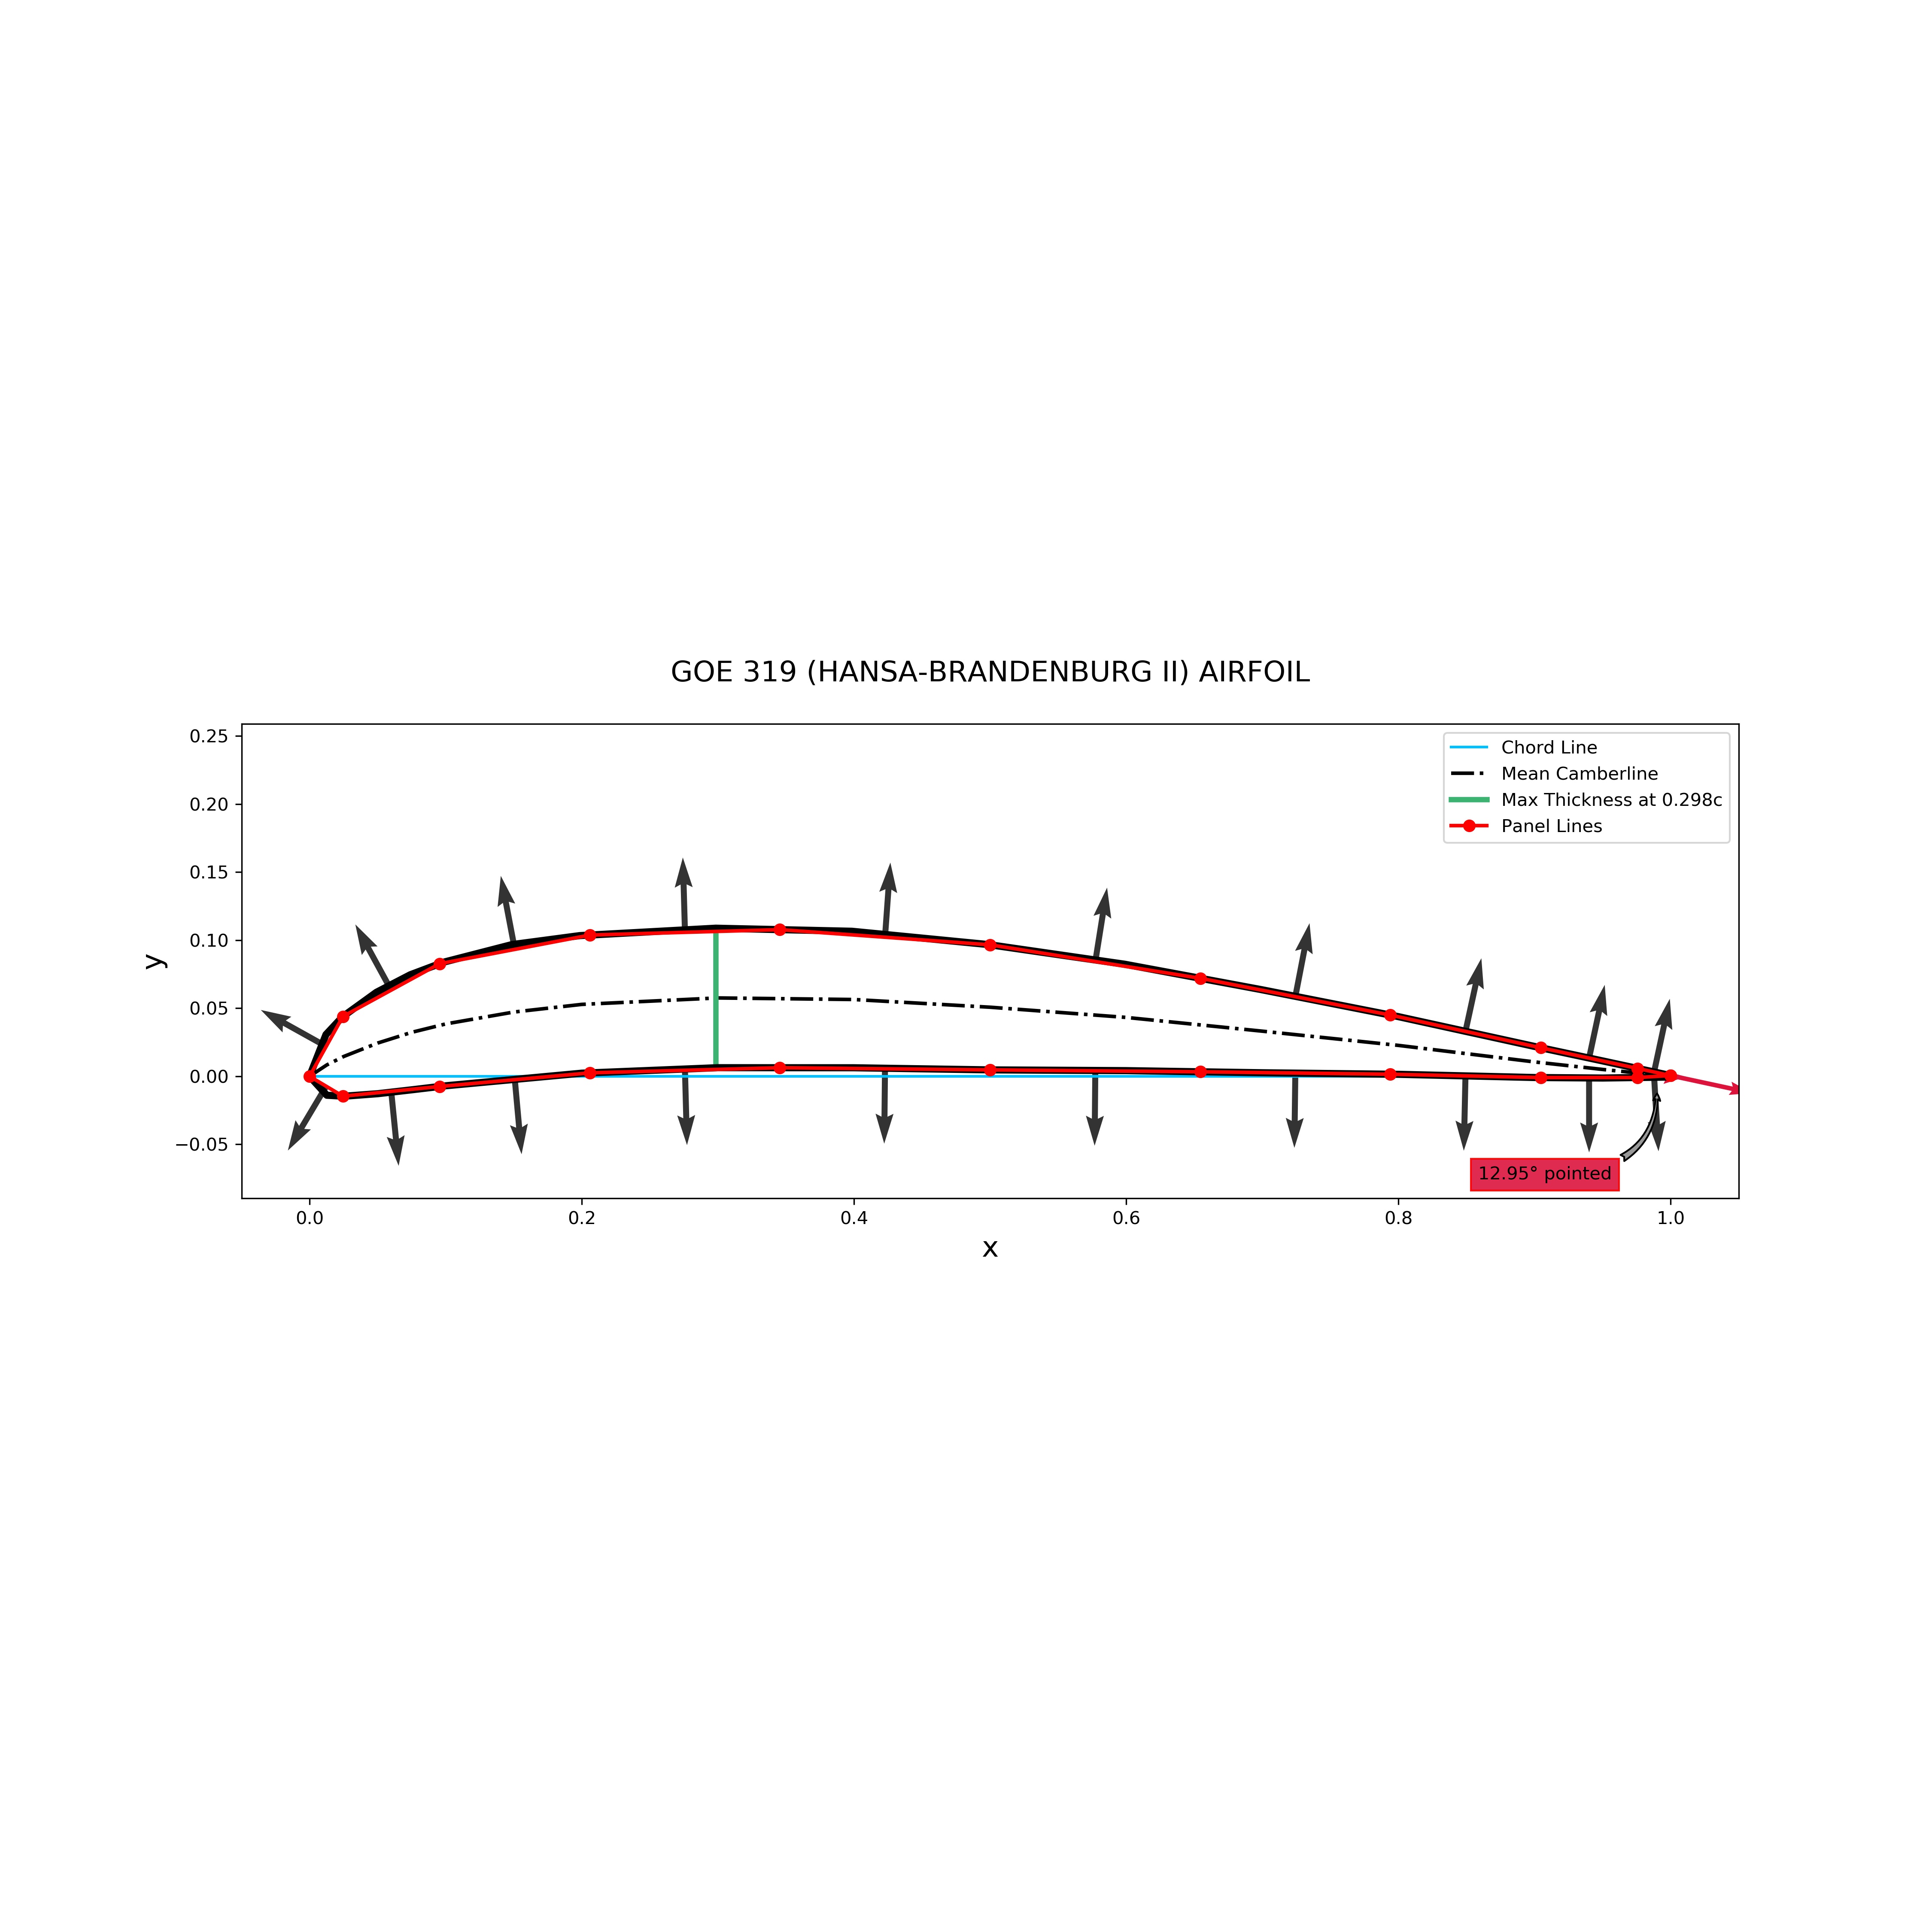 GOE 319 (HANSA-BRANDENBURG II) AIRFOIL
Chord Line
Mean Camberline
Max Thickness at 0.298c
Panel Lines
0.25
0.20
0.15
0.10
0.05
0.00
−0.05
y
12.95° pointed
0.0 0.2 0.4 0.6 0.8 1.0
x